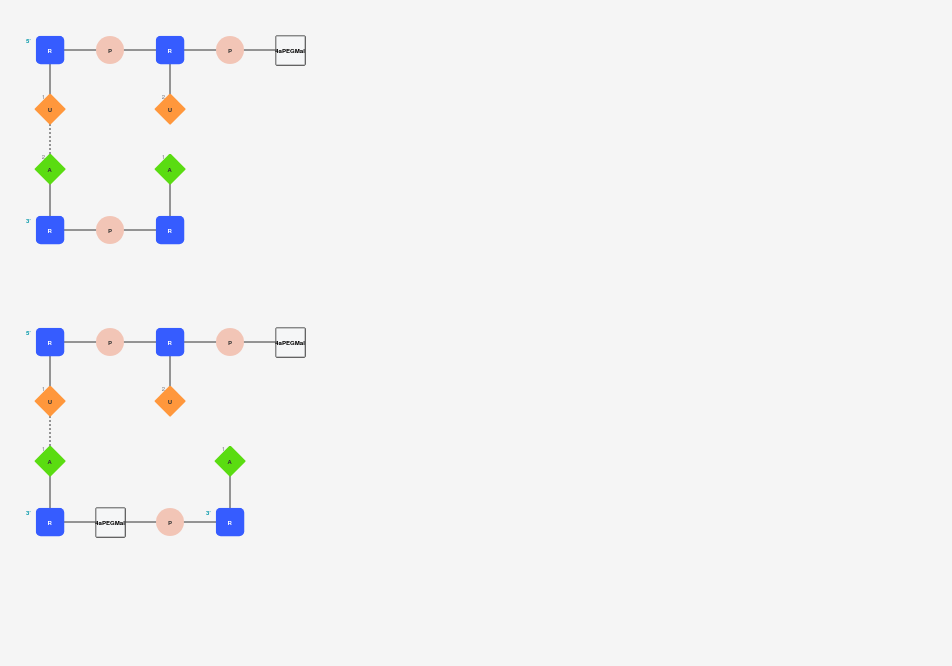 5'
R P R P 4aPEGMal
1 2
U U
2 1
A A
3'
R P R
5'
R P R P 4aPEGMal
1 2
U U
1 1
A A
3' 3'
R 4aPEGMal P R